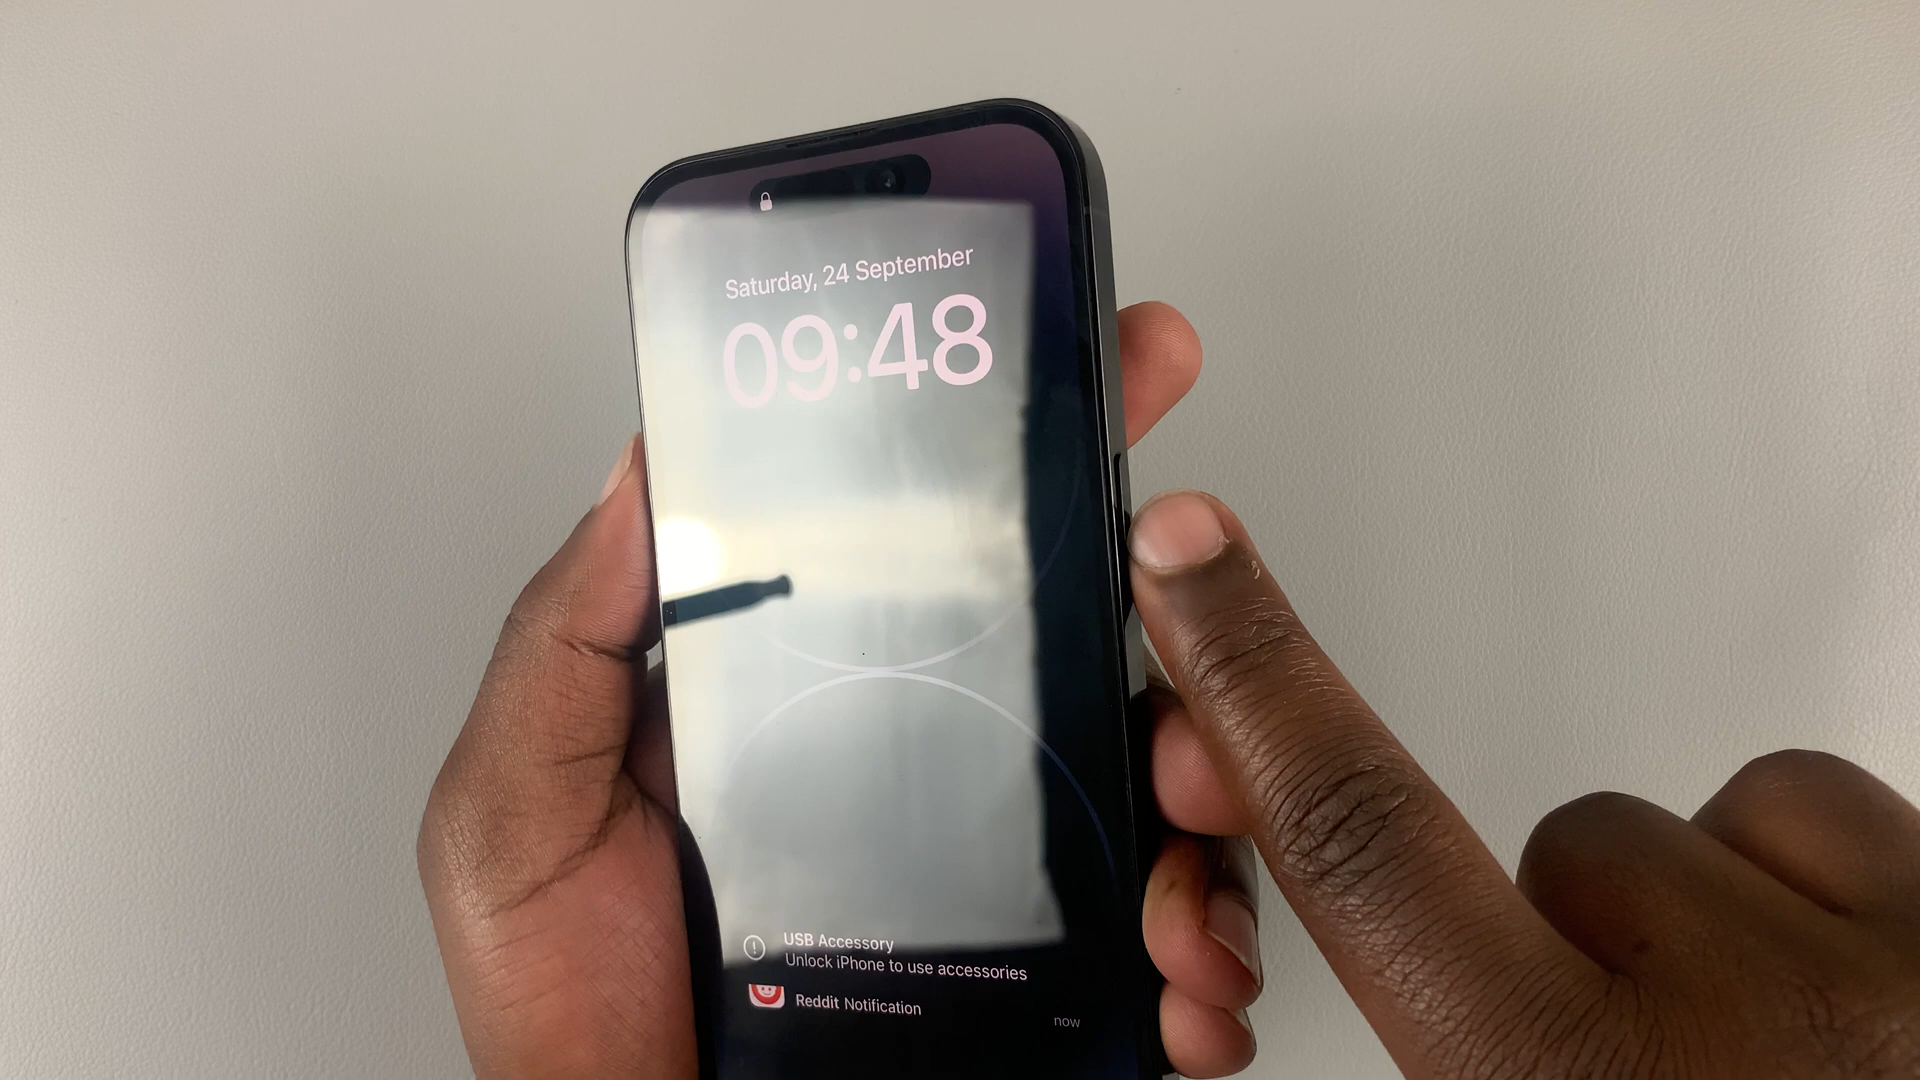 Saturday, 24 September
09:48
USB Accessory
Unlock iPhone to use accessories
Reddit Notification
now